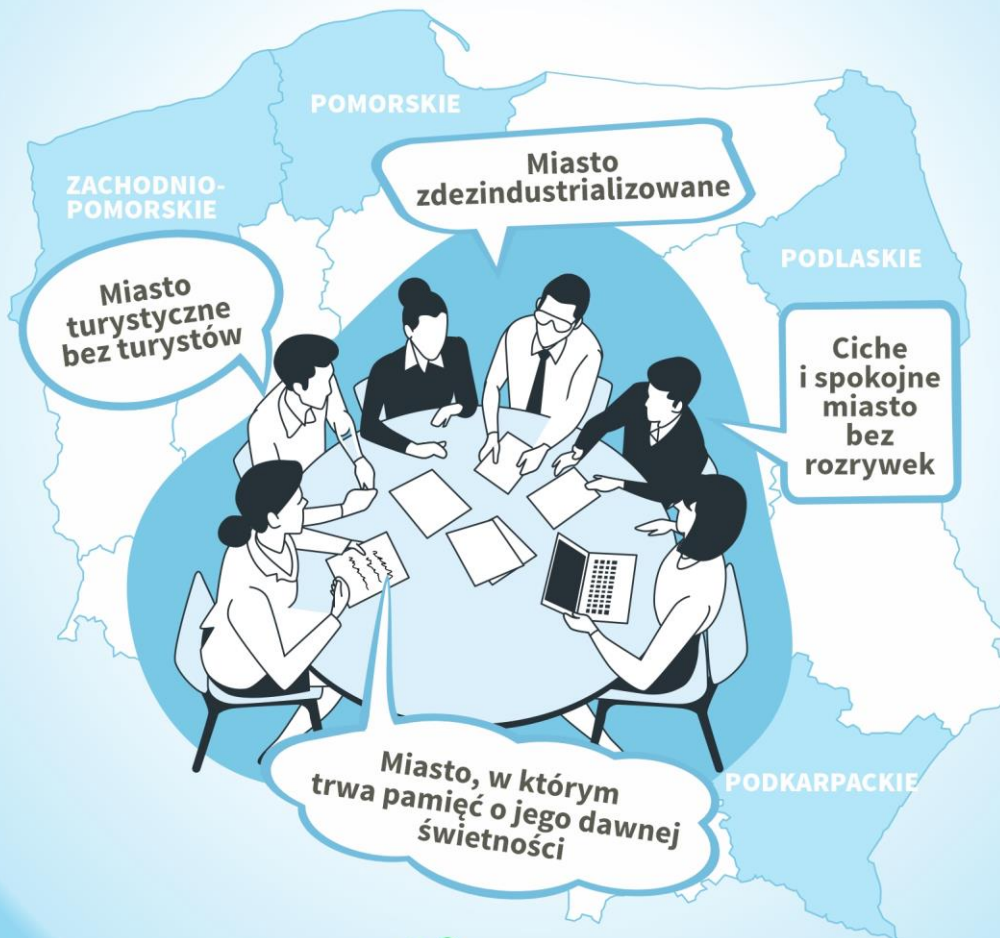 POMORSKIE
Miasto
zdezindustrializowane
ZACHODNIO-
POMORSKIE
PODLASKIE
Miasto
turystyczne
bez turystów
Ciche
i spokojne
miasto
bez
rozrywek
Miasto, w którym
trwa pamięć o jego dawnej
świetności
PODKARPACKIE